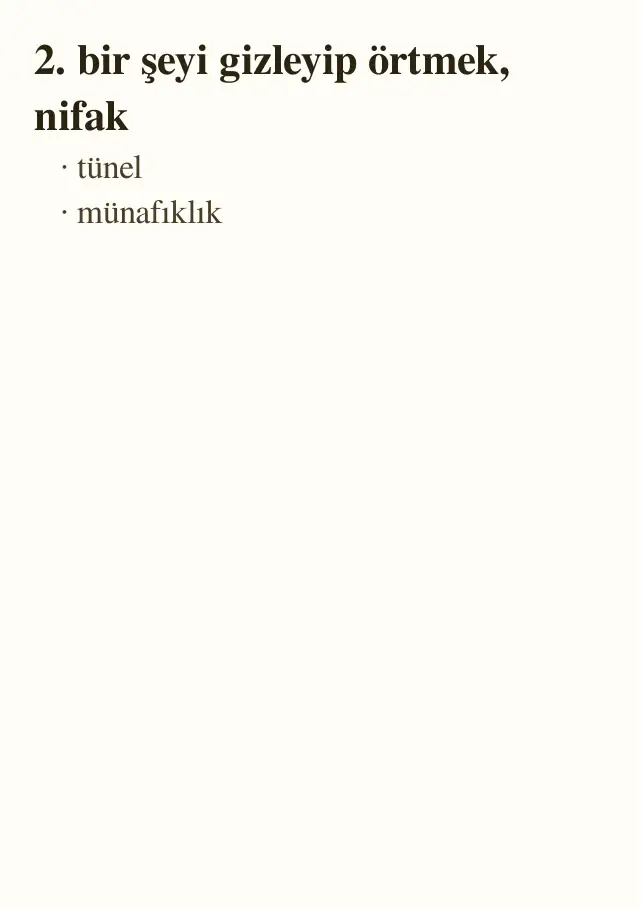 2. bir şeyi gizleyip örtmek,
nifak
· tünel
· münafıklık